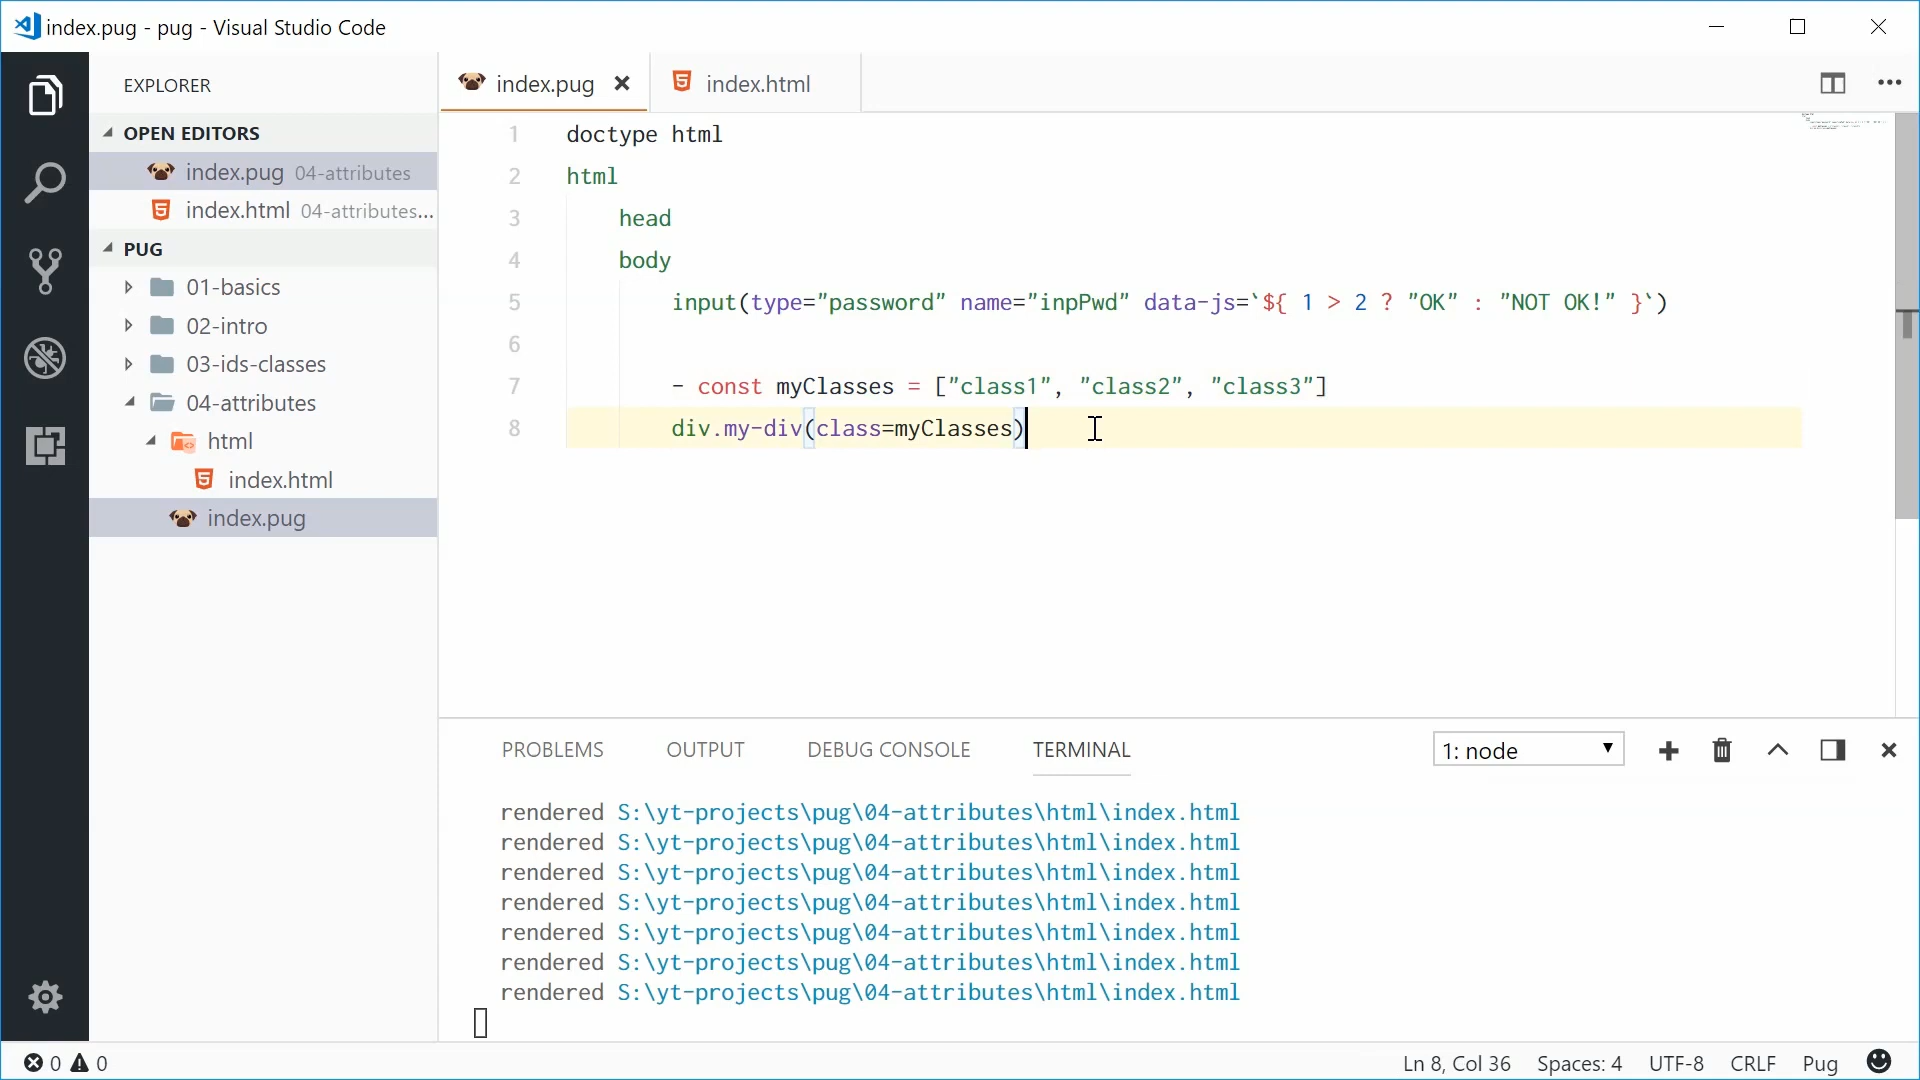 index.pug - pug - Visual Studio Code
EXPLORER
OPEN EDITORS
index.pug 04-attributes
index.html 04-attributes...
PUG
01-basics
02-intro
03-ids-classes
04-attributes
html
index.html
index.pug
index.pug
index.html
1 doctype html
2 html
3 head
4 body
5 input(type="password" name="inpPwd" data-js=`${ 1 > 2 ? "OK" : "NOT OK!" }`)
6
7 - const myClasses = ["class1", "class2", "class3"]
8 div.my-div(class=myClasses)
PROBLEMS OUTPUT DEBUG CONSOLE TERMINAL 1: node
rendered S:\yt-projects\pug\04-attributes\html\index.html
rendered S:\yt-projects\pug\04-attributes\html\index.html
rendered S:\yt-projects\pug\04-attributes\html\index.html
rendered S:\yt-projects\pug\04-attributes\html\index.html
rendered S:\yt-projects\pug\04-attributes\html\index.html
rendered S:\yt-projects\pug\04-attributes\html\index.html
rendered S:\yt-projects\pug\04-attributes\html\index.html
0 0 Ln 8, Col 36 Spaces: 4 UTF-8 CRLF Pug